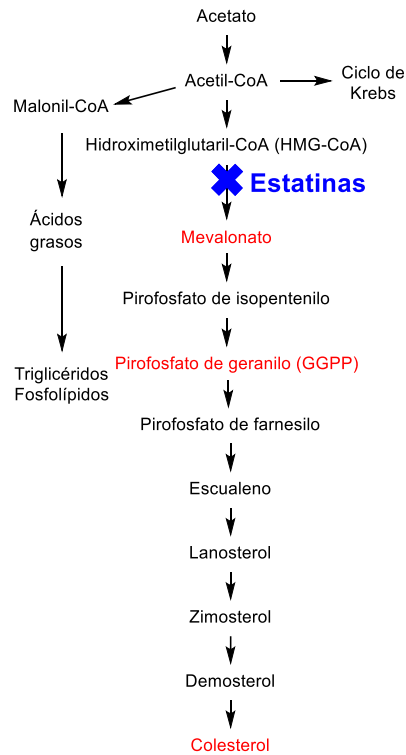 Acetato
Acetil-CoA
Ciclo de
Krebs
Malonil-CoA
Hidroximetilglutaril-CoA (HMG-CoA)
Estatinas
Ácidos
grasos
Mevalonato
Pirofosfato de isopentenilo
Pirofosfato de geranilo (GGPP)
Triglicéridos
Fosfolípidos
Pirofosfato de farnesilo
Escualeno
Lanosterol
Zimosterol
Demosterol
Colesterol